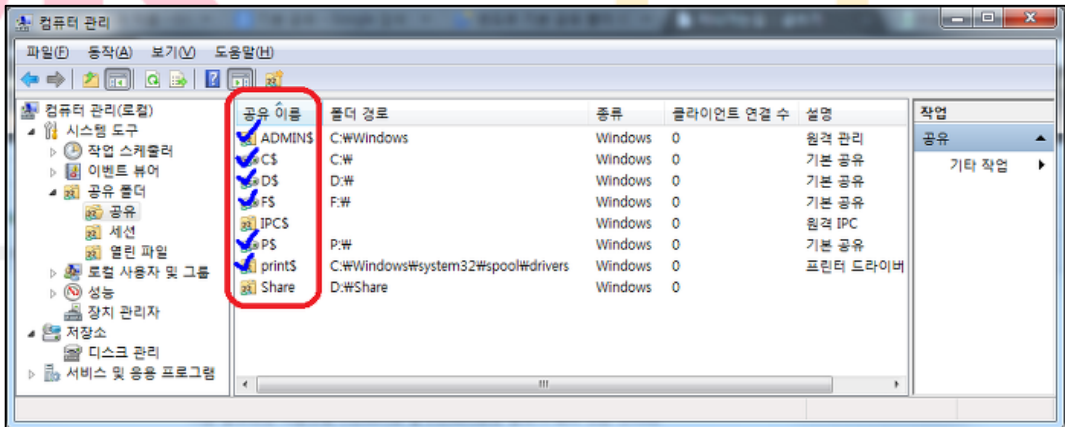 컴퓨터 관리
파일(F) 동작(A) 보기(V) 도움말(H)
컴퓨터 관리(로컬)
시스템 도구
작업 스케줄러
이벤트 뷰어
공유 폴더
공유
세션
열린 파일
로컬 사용자 및 그룹
성능
장치 관리자
저장소
디스크 관리
서비스 및 응용 프로그램
공유 이름 폴더 경로 종류 클라이언트 연결 수 설명
ADMIN$ C:₩Windows Windows 0 원격 관리
C$ C:₩ Windows 0 기본 공유
D$ D:₩ Windows 0 기본 공유
F$ F:₩ Windows 0 기본 공유
IPC$ Windows 0 원격 IPC
P$ P:₩ Windows 0 기본 공유
print$ C:₩Windows₩system32₩spool₩drivers Windows 0 프린터 드라이버
Share D:₩Share Windows 0
작업
공유
기타 작업